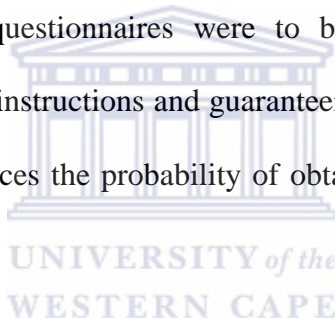 questionnaires were to b
instructions and guarantee
ces the probability of obta
UNIVERSITY of the
WESTERN CAPE